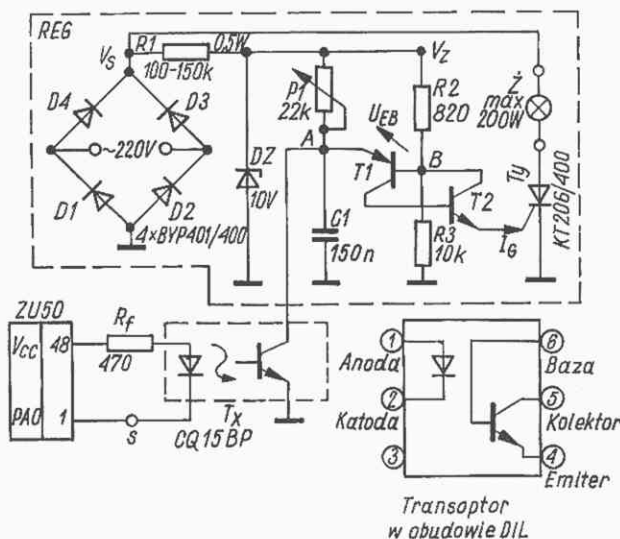 REG
VS
R1
0.5W
100-150k
VZ
D4
D3
~220V
D1
D2
4×BYP401/400
DZ
10V
P1
22k
A
UEB
R2
820
B
T1
T2
C1
150n
R3
10k
IG
Ż
max
200W
Ty
KT206/400
ZU50
VCC
48
Rf
470
PA0
1
S
Tx
CQ15BP
1
Anoda
2
Katoda
3
6
Baza
5
Kolektor
4
Emiter
Transoptor
w obudowie DIL